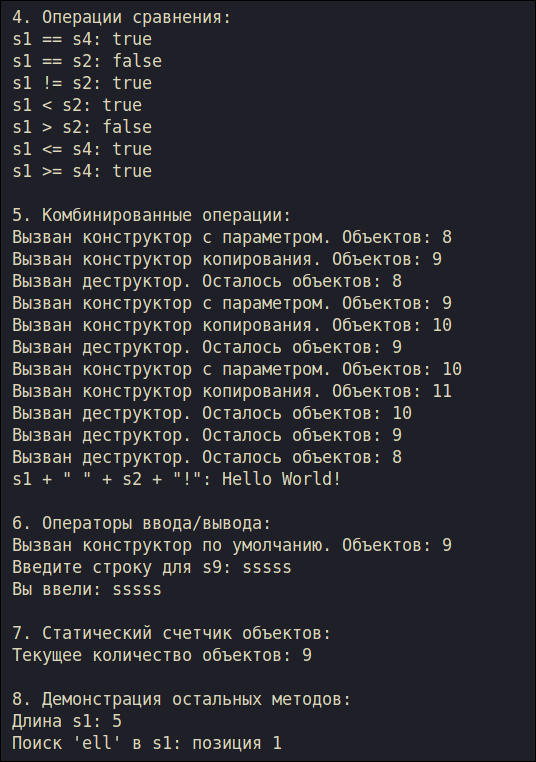 4. Операции сравнения:
s1 == s4: true
s1 == s2: false
s1 != s2: true
s1 < s2: true
s1 > s2: false
s1 <= s4: true
s1 >= s4: true
5. Комбинированные операции:
Вызван конструктор с параметром. Объектов: 8
Вызван конструктор копирования. Объектов: 9
Вызван деструктор. Осталось объектов: 8
Вызван конструктор с параметром. Объектов: 9
Вызван конструктор копирования. Объектов: 10
Вызван деструктор. Осталось объектов: 9
Вызван конструктор с параметром. Объектов: 10
Вызван конструктор копирования. Объектов: 11
Вызван деструктор. Осталось объектов: 10
Вызван деструктор. Осталось объектов: 9
Вызван деструктор. Осталось объектов: 8
s1 + " " + s2 + "!": Hello World!
6. Операторы ввода/вывода:
Вызван конструктор по умолчанию. Объектов: 9
Введите строку для s9: sssss
Вы ввели: sssss
7. Статический счетчик объектов:
Текущее количество объектов: 9
8. Демонстрация остальных методов:
Длина s1: 5
Поиск 'ell' в s1: позиция 1